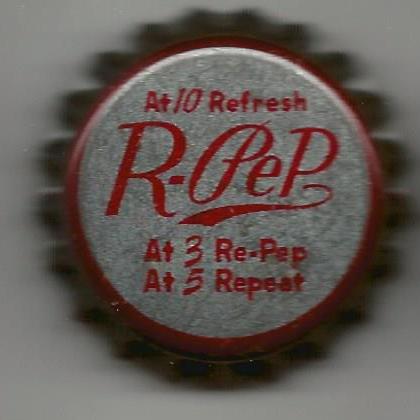 At 10 Refresh
R-PeP
At 3 Re-Pep
At 5 Repeat